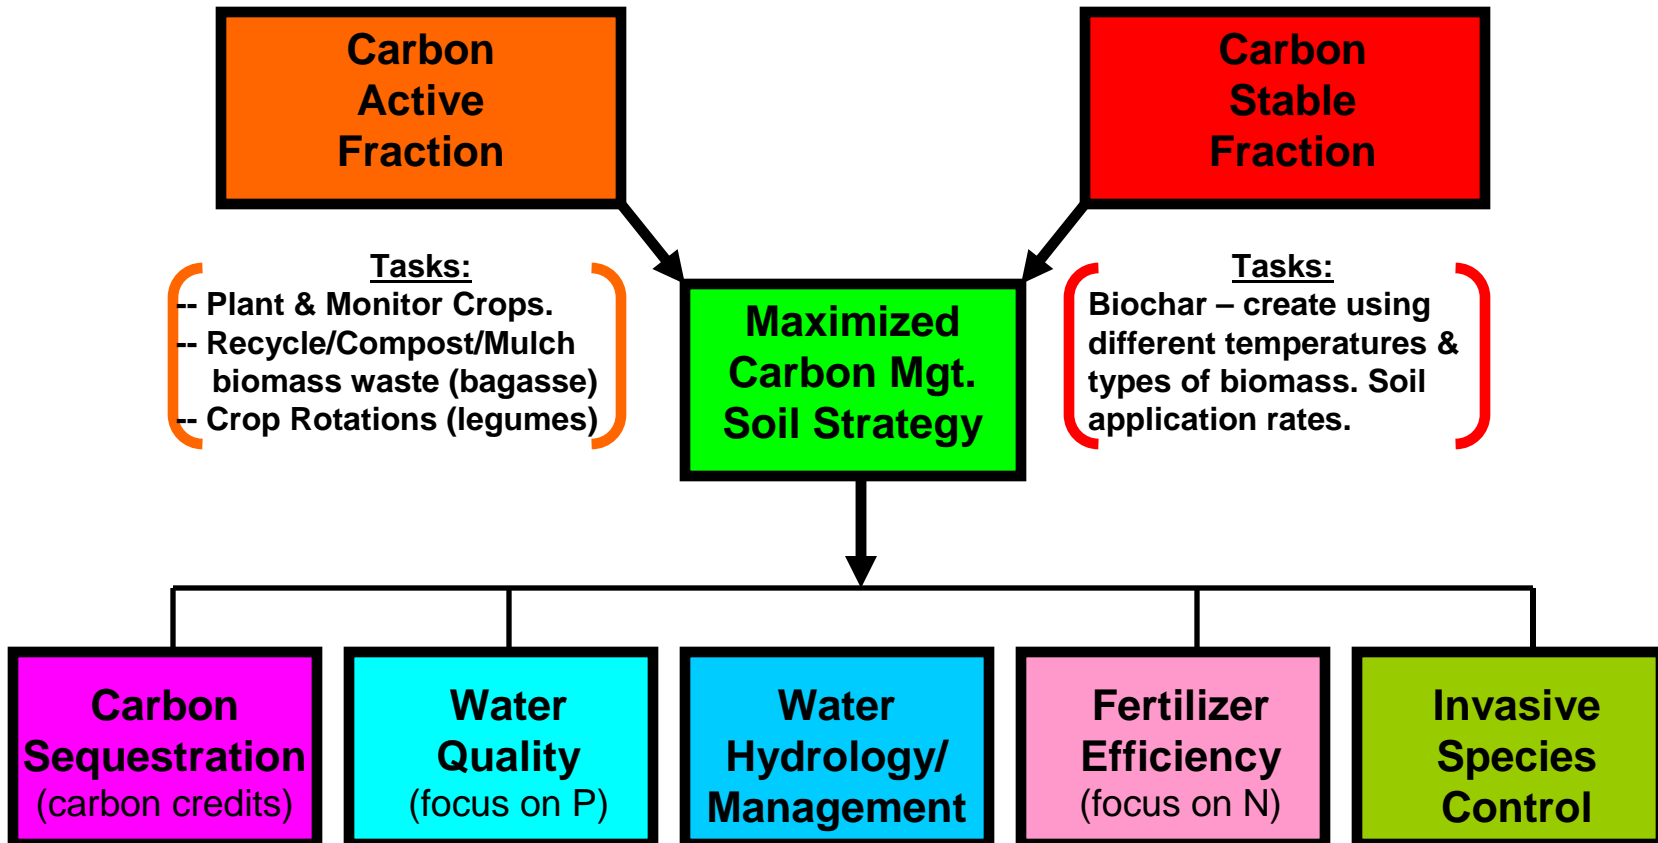 Carbon
Active
Fraction
Carbon
Stable
Fraction
Tasks:
-- Plant & Monitor Crops.
-- Recycle/Compost/Mulch
biomass waste (bagasse)
-- Crop Rotations (legumes)
Maximized
Carbon Mgt.
Soil Strategy
Tasks:
Biochar – create using
different temperatures &
types of biomass. Soil
application rates.
Carbon
Sequestration
(carbon credits)
Water
Quality
(focus on P)
Water
Hydrology/
Management
Fertilizer
Efficiency
(focus on N)
Invasive
Species
Control